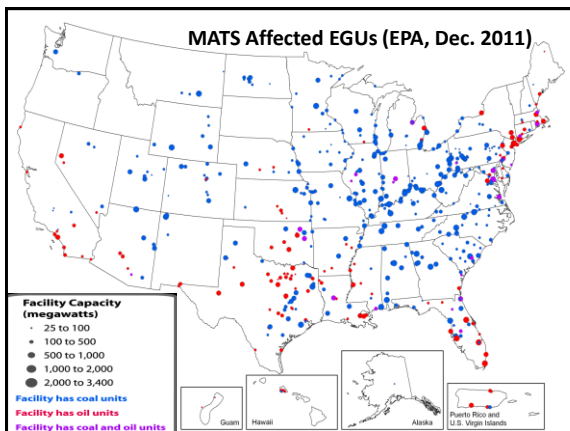 MATS Affected EGUs (EPA, Dec. 2011)
Facility Capacity
(megawatts)
25 to 100
100 to 500
500 to 1,000
1,000 to 2,000
2,000 to 3,400
Facility has coal units
Facility has oil units
Facility has coal and oil units
Guam
Hawaii
Alaska
Puerto Rico and
U.S. Virgin Islands